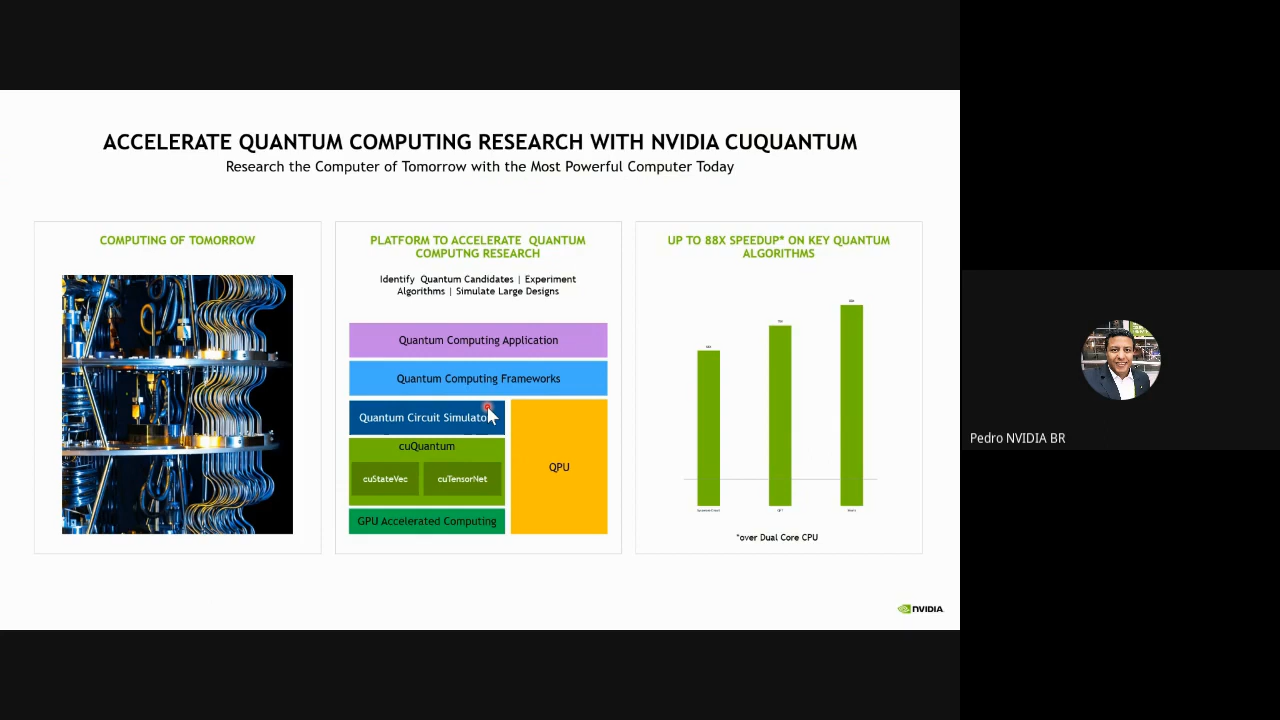 ACCELERATE QUANTUM COMPUTING RESEARCH WITH NVIDIA CUQUANTUM
Research the Computer of Tomorrow with the Most Powerful Computer Today
COMPUTING OF TOMORROW
PLATFORM TO ACCELERATE QUANTUM
COMPUTNG RESEARCH
Identify Quantum Candidates | Experiment
Algorithms | Simulate Large Designs
Quantum Computing Application
Quantum Computing Frameworks
Quantum Circuit Simulato
cuQuantum
cuStateVec
cuTensorNet
GPU Accelerated Computing
QPU
UP TO 88X SPEEDUP* ON KEY QUANTUM
ALGORITHMS
*over Dual Core CPU
NVIDIA
Pedro NVIDIA BR